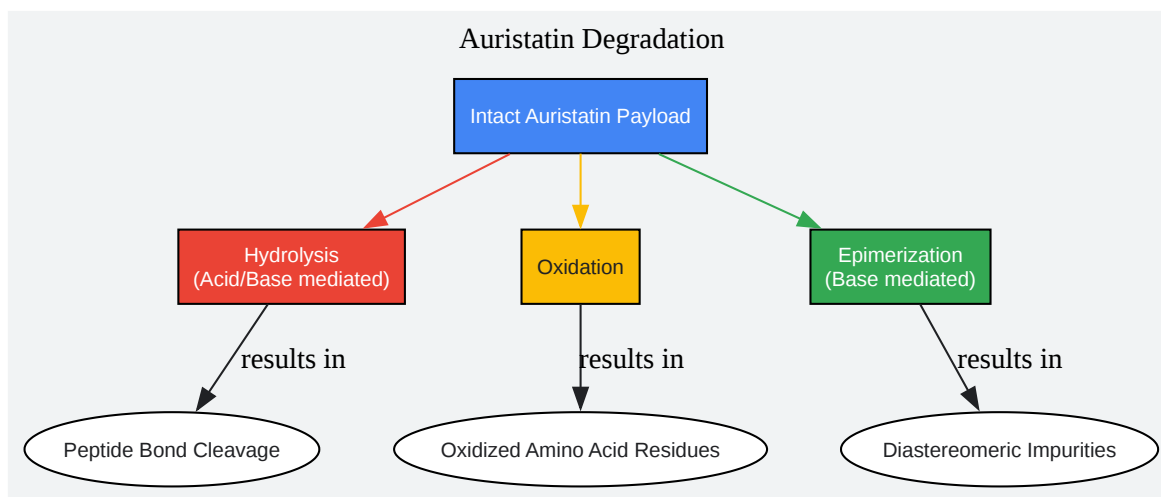 Auristatin Degradation
Intact Auristatin Payload
Hydrolysis
(Acid/Base mediated)
Oxidation
Epimerization
(Base mediated)
results in
results in
results in
Peptide Bond Cleavage
Oxidized Amino Acid Residues
Diastereomeric Impurities